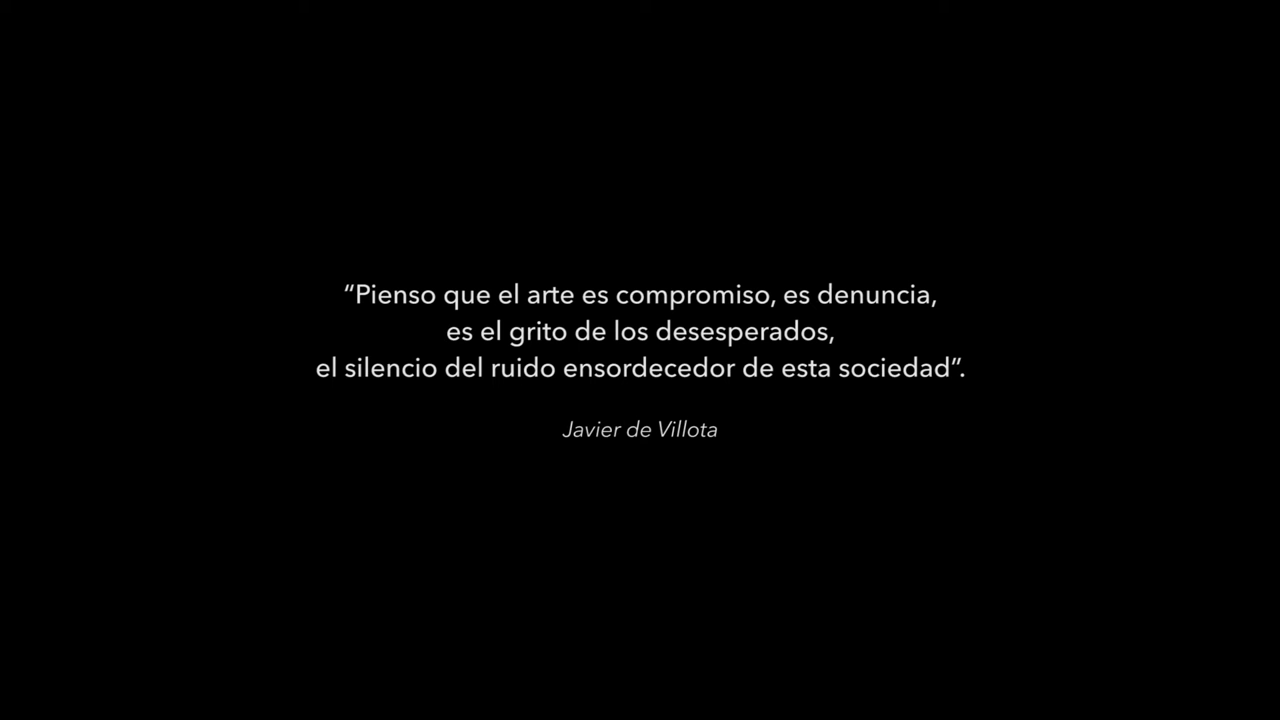 “Pienso que el arte es compromiso, es denuncia,
es el grito de los desesperados,
el silencio del ruido ensordecedor de esta sociedad”.
Javier de Villota